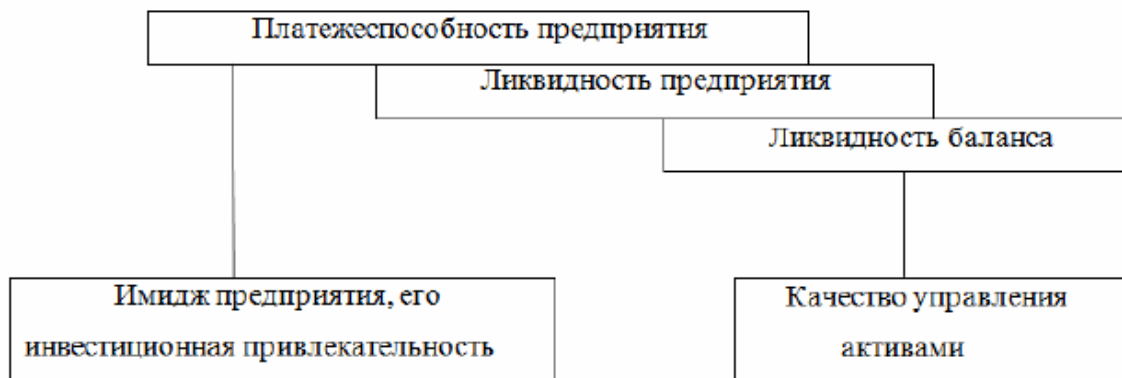 Платежеспособность предприятия
Ликвидность предприятия
Ликвидность баланса
Имидж предприятия, его
инвестиционная привлекательность
Качество управления
активами